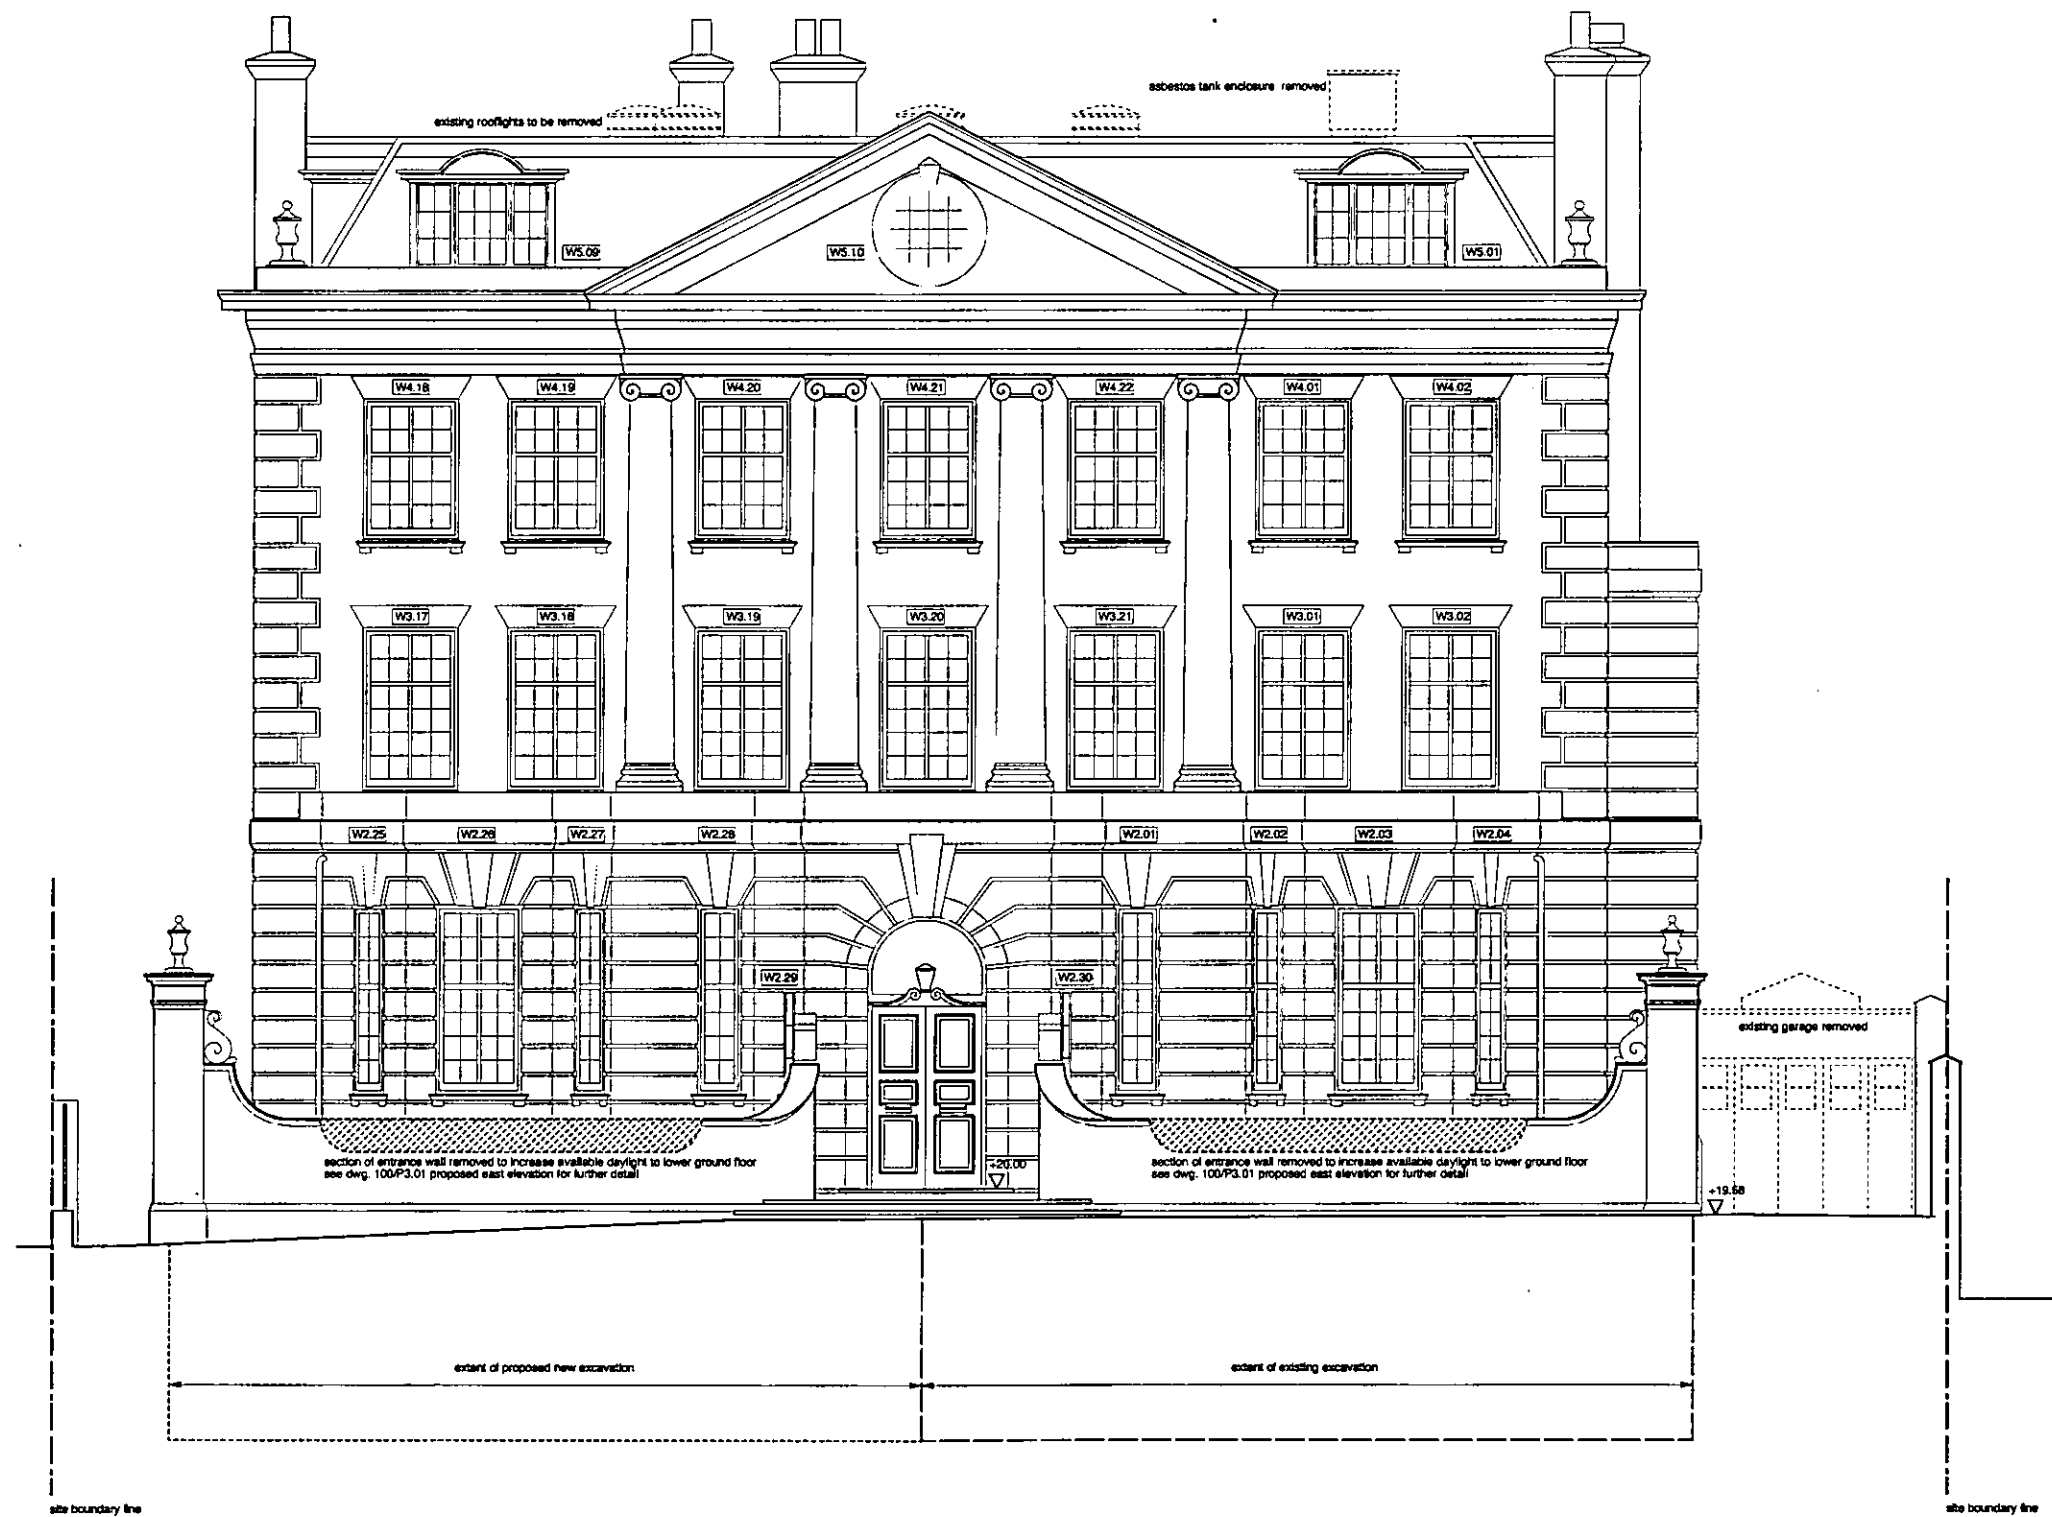 asbestos tank enclosure removed
existing rooflights to be removed
W5.09
W5.10
W5.01
W4.18
W4.19
W4.20
W4.21
W4.22
W4.01
W4.02
W3.17
W3.18
W3.19
W3.20
W3.21
W3.01
W3.02
W2.25
W2.26
W2.27
W2.28
W2.01
W2.02
W2.03
W2.04
W2.29
W2.30
existing garage removed
section of entrance wall removed to increase available daylight to lower ground floor
see dwg. 100/P3.01 proposed east elevation for further detail
+20.00
section of entrance wall removed to increase available daylight to lower ground floor
see dwg. 100/P3.01 proposed east elevation for further detail
+19.58
extent of proposed new excavation
extent of existing excavation
site boundary line
site boundary line